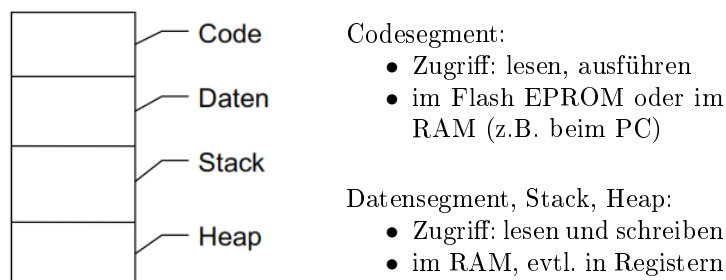 Code
Daten
Stack
Heap
Codesegment:
• Zugriff: lesen, ausführen
• im Flash EPROM oder im
RAM (z.B. beim PC)
Datensegment, Stack, Heap:
• Zugriff: lesen und schreiben
• im RAM, evtl. in Registern